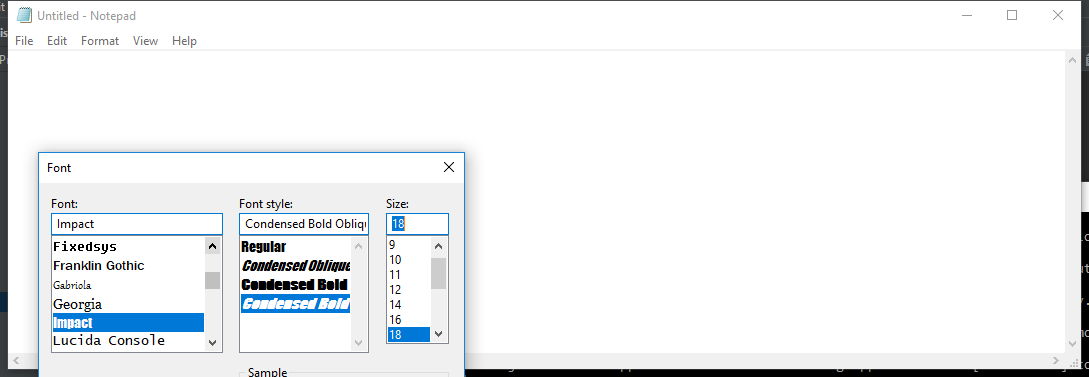 Untitled - Notepad
File Edit Format View Help
Font
Font: Font style: Size:
Impact Condensed Bold Obliqu 18
Fixedsys Regular 9
Franklin Gothic Condensed Oblique 10
Gabriola Condensed Bold 11
Georgia Condensed Bold 12
Impact 14
Lucida Console 16
18
Sample